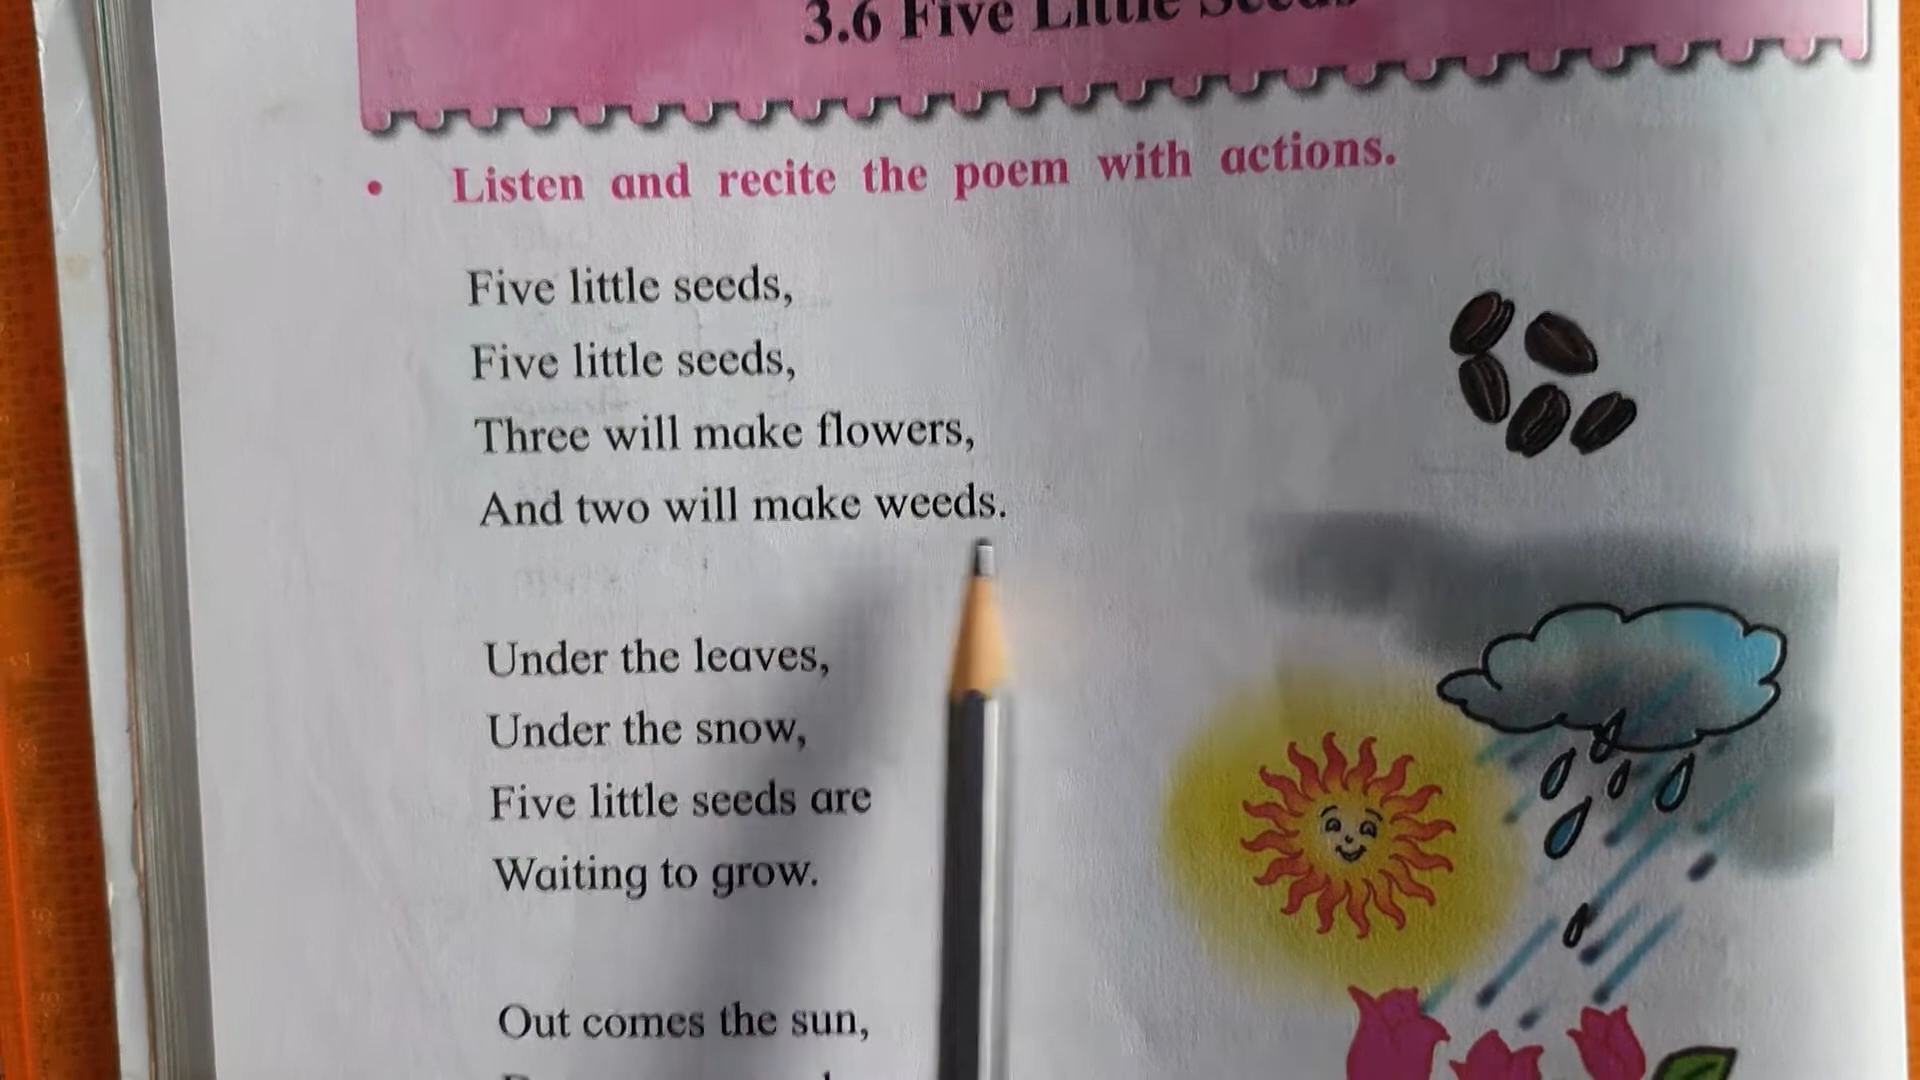 3.6 Five Little Seeds
• Listen and recite the poem with actions.
Five little seeds,
Five little seeds,
Three will make flowers,
And two will make weeds.
Under the leaves,
Under the snow,
Five little seeds are
Waiting to grow.
Out comes the sun,